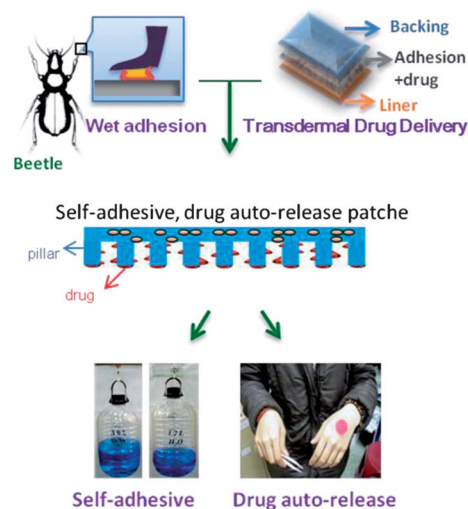 Backing
Adhesion
+drug
Liner
Wet adhesion
Transdermal Drug Delivery
Beetle
Self-adhesive, drug auto-release patche
pillar
drug
H₂O
Self-adhesive
Drug auto-release